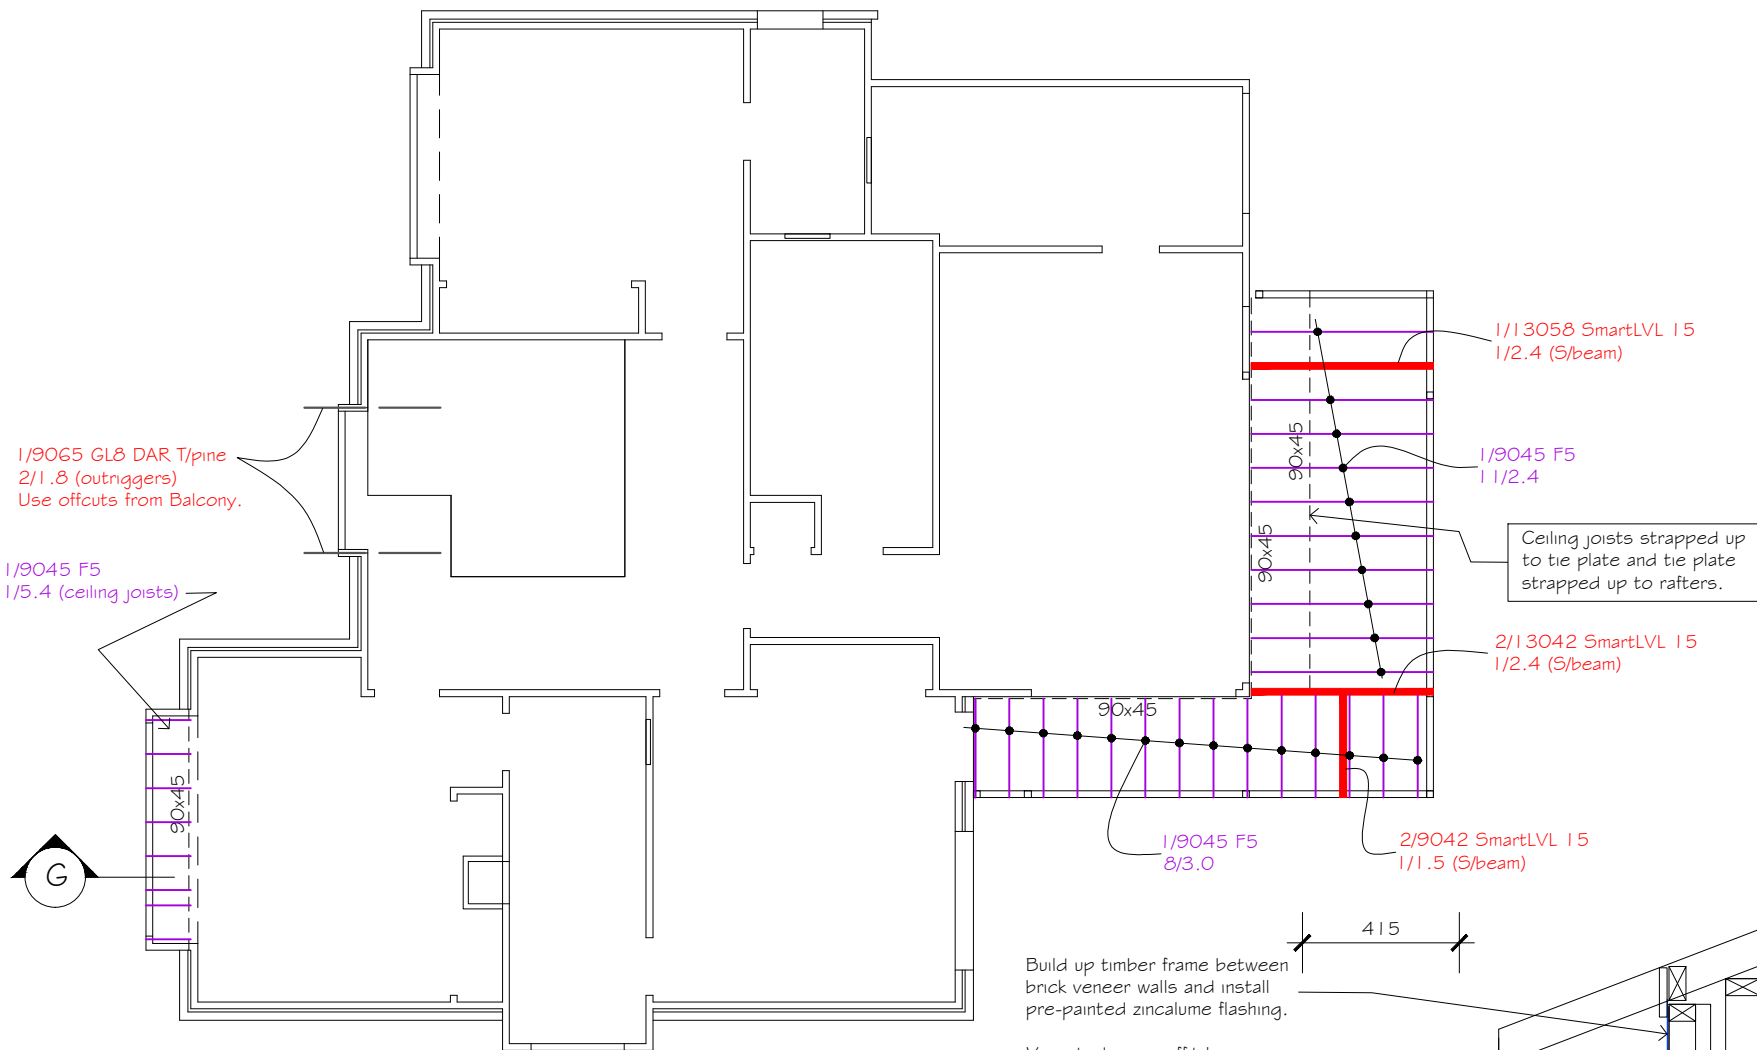 1/13058 SmartLVL 15
1/2.4 (S/beam)
1/9065 GL8 DAR T/pine
2/1.8 (outriggers)
Use offcuts from Balcony.
90x45
1/9045 F5
11/2.4
90x45
Ceiling joists strapped up
to tie plate and tie plate
strapped up to rafters.
1/9045 F5
1/5.4 (ceiling joists)
2/13042 SmartLVL 15
1/2.4 (S/beam)
90x45
90x45
1/9045 F5
8/3.0
2/9042 SmartLVL 15
1/1.5 (S/beam)
G
415
Build up timber frame between
brick veneer walls and install
pre-painted zincalume flashing.